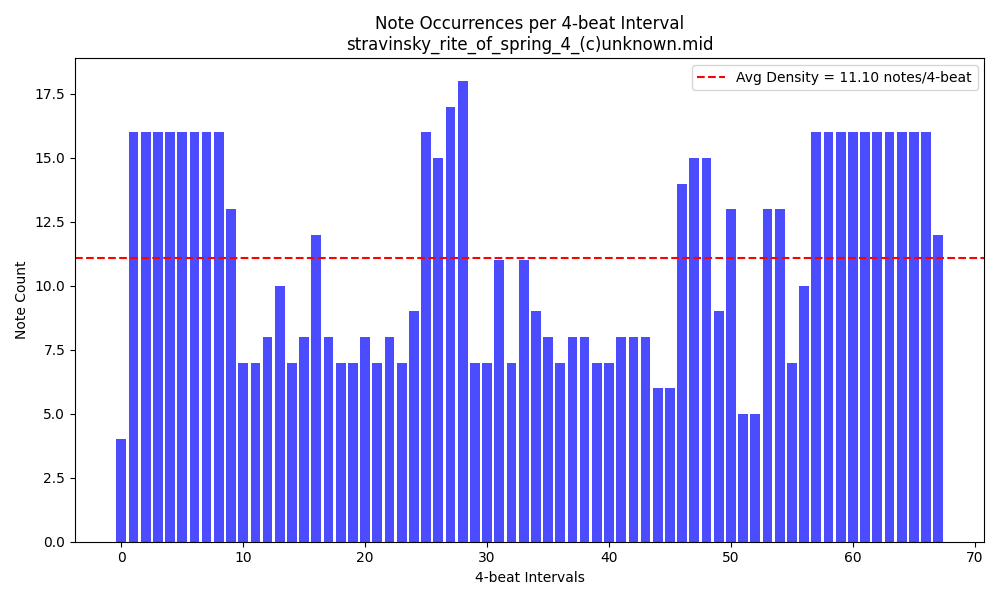 Note Occurrences per 4-beat Interval
stravinsky_rite_of_spring_4_(c)unknown.mid
Avg Density = 11.10 notes/4-beat
17.5
15.0
12.5
10.0
7.5
5.0
2.5
0.0
Note Count
0 10 20 30 40 50 60 70
4-beat Intervals